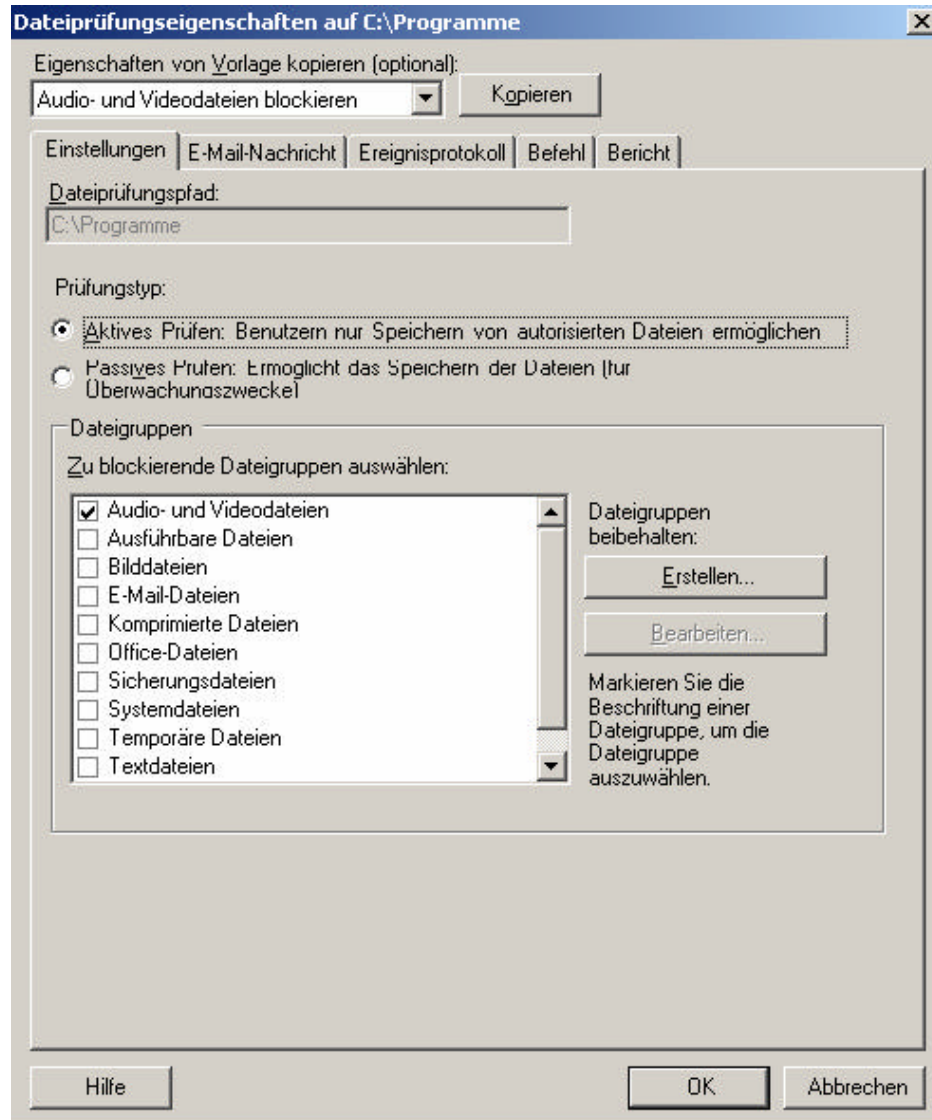 Dateiprüfungseigenschaften auf C:\Programme
Eigenschaften von Vorlage kopieren (optional):
Audio- und Videodateien blockieren
Kopieren
Einstellungen
E-Mail-Nachricht
Ereignisprotokoll
Befehl
Bericht
Dateiprüfungspfad:
C:\Programme
Prüfungstyp:
Aktives Prüfen: Benutzern nur Speichern von autorisierten Dateien ermöglichen
Passives Prüfen: Ermöglicht das Speichern der Dateien (für
Überwachungszwecke)
Dateigruppen
Zu blockierende Dateigruppen auswählen:
Audio- und Videodateien
Ausführbare Dateien
Bilddateien
E-Mail-Dateien
Komprimierte Dateien
Office-Dateien
Sicherungsdateien
Systemdateien
Temporäre Dateien
Textdateien
Dateigruppen
beibehalten:
Erstellen...
Bearbeiten...
Markieren Sie die
Beschriftung einer
Dateigruppe, um die
Dateigruppe
auszuwählen.
Hilfe
OK
Abbrechen